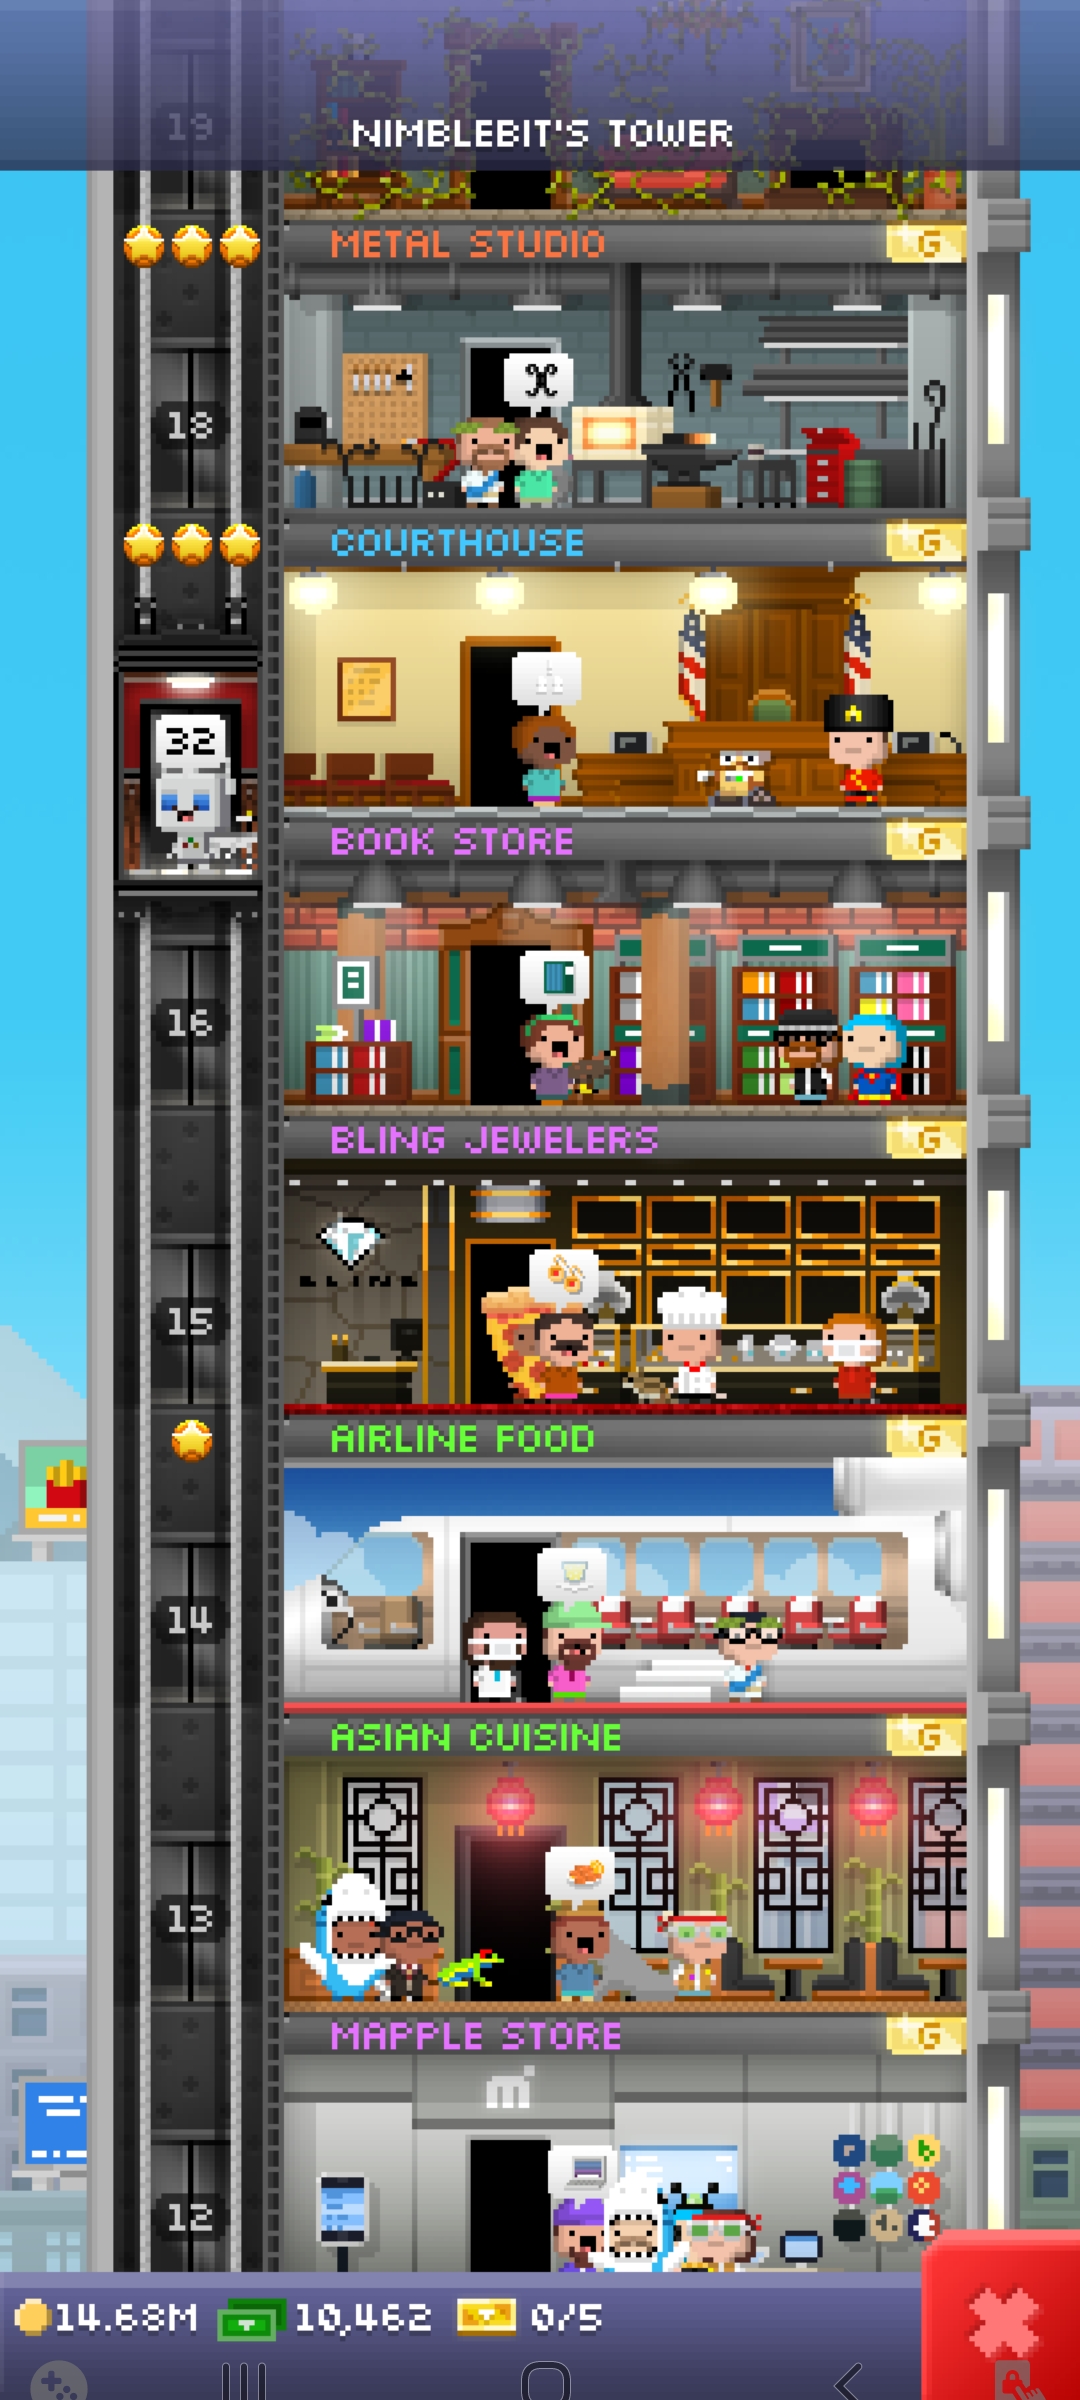 19
NIMBLEBIT'S TOWER
METAL STUDIO G
18
COURTHOUSE G
32
BOOK STORE G
16
BLING JEWELERS G
BLING
15
AIRLINE FOOD G
14
ASIAN CUISINE G
13
MAPPLE STORE G
m
12
14.68M 10,462 0/5